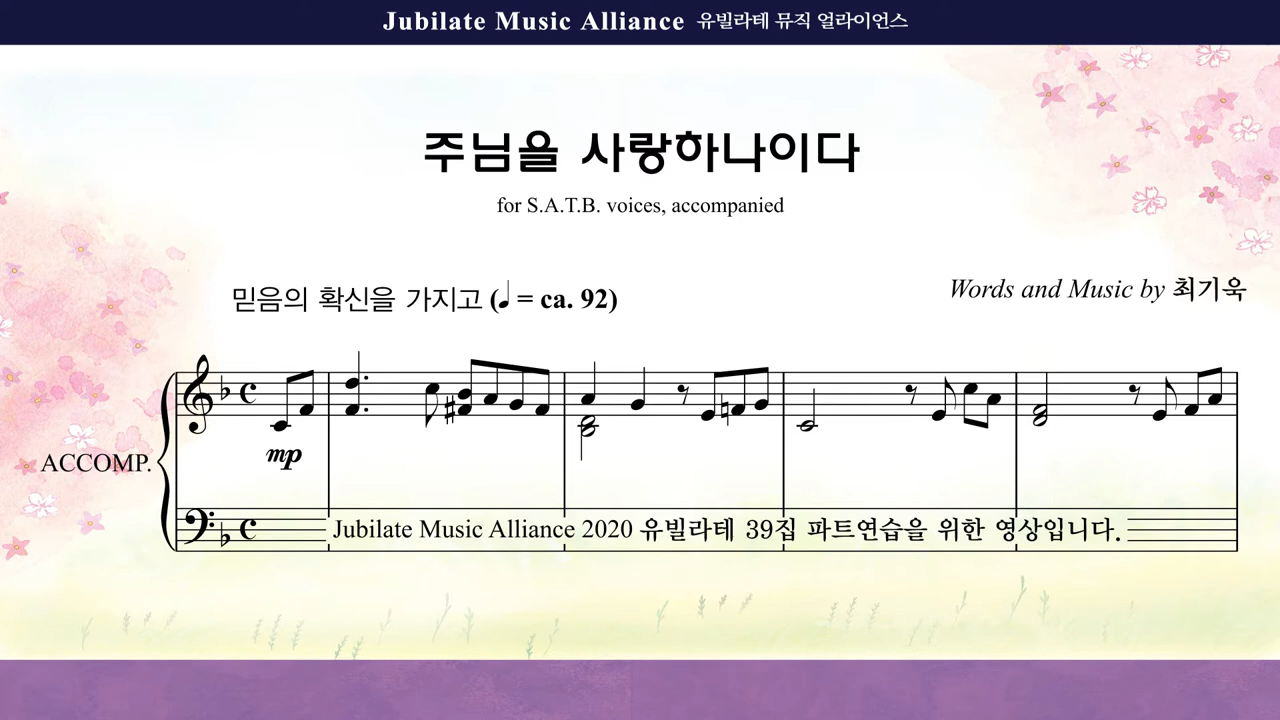 Jubilate Music Alliance 유빌라테 뮤직 얼라이언스
주님을 사랑하나이다
for S.A.T.B. voices, accompanied
믿음의 확신을 가지고 (♩ = ca. 92)
Words and Music by 최기욱
mp
ACCOMP.
Jubilate Music Alliance 2020 유빌라테 39집 파트연습을 위한 영상입니다.